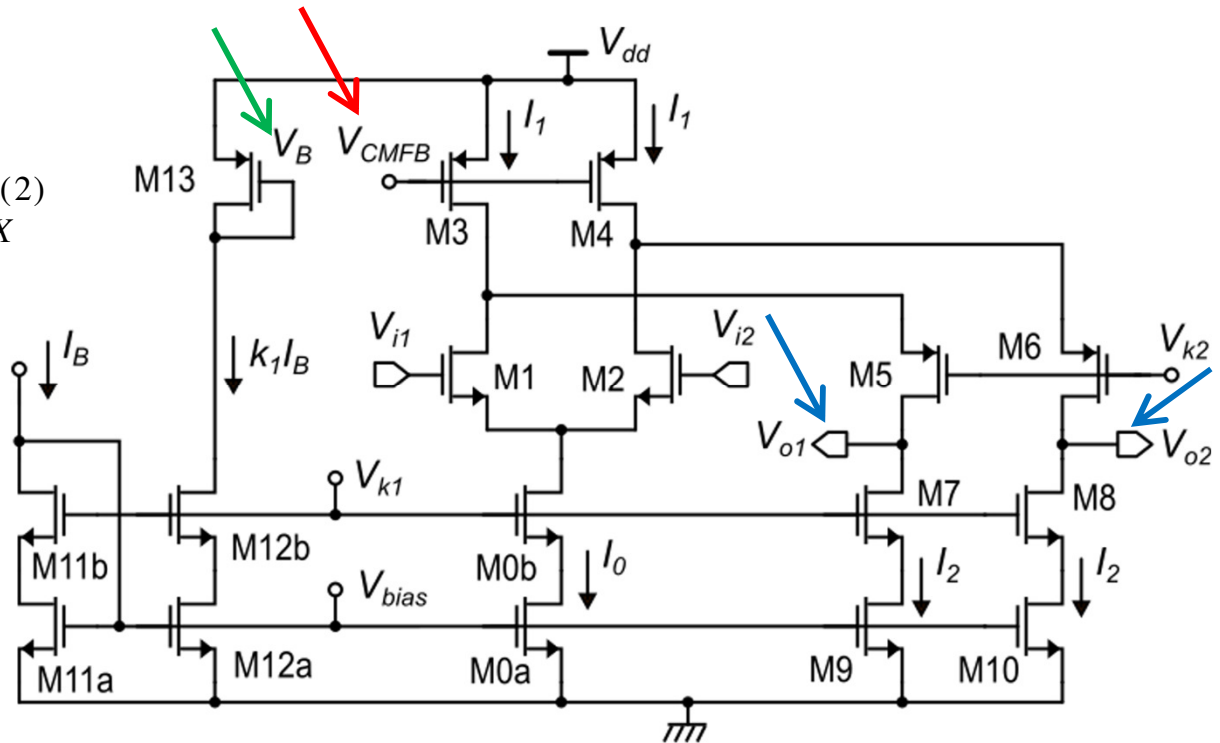 V_dd
I_1
I_1
V_B
V_CMFB
M13
(2)
X
M3
M4
V_i1
V_i2
I_B
k_1I_B
M1
M2
M5
M6
V_k2
V_o1
V_o2
V_k1
M7
M8
M11b
M12b
M0b
I_0
I_2
I_2
V_bias
M11a
M12a
M0a
M9
M10